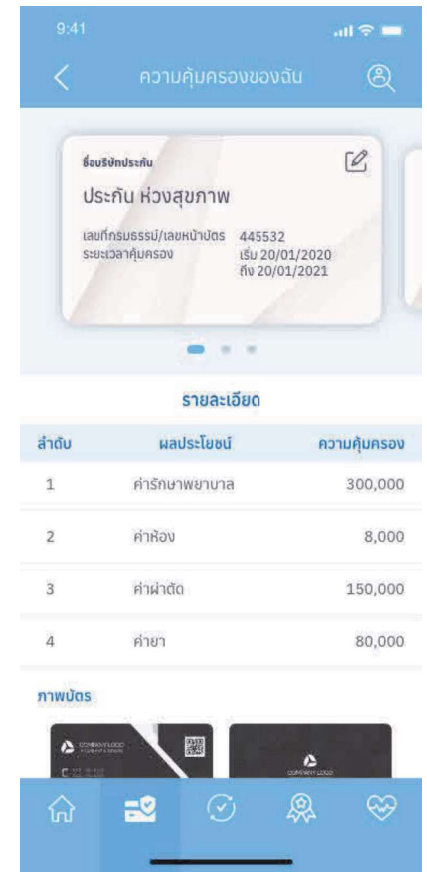 9:41
ความคุ้มครองของฉัน
ชื่อบริษัทประกัน
ประกัน ห่วงสุขภาพ
เลขที่กรมธรรม์/เลขหน้าบัตร 445532
ระยะเวลาคุ้มครอง เริ่ม 20/01/2020
ถึง 20/01/2021
รายละเอียด
ลำดับ ผลประโยชน์ ความคุ้มครอง
1 ค่ารักษาพยาบาล 300,000
2 ค่าห้อง 8,000
3 ค่าผ่าตัด 150,000
4 ค่ายา 80,000
ภาพบัตร
COMPANY LOGO
COMPANY LOGO